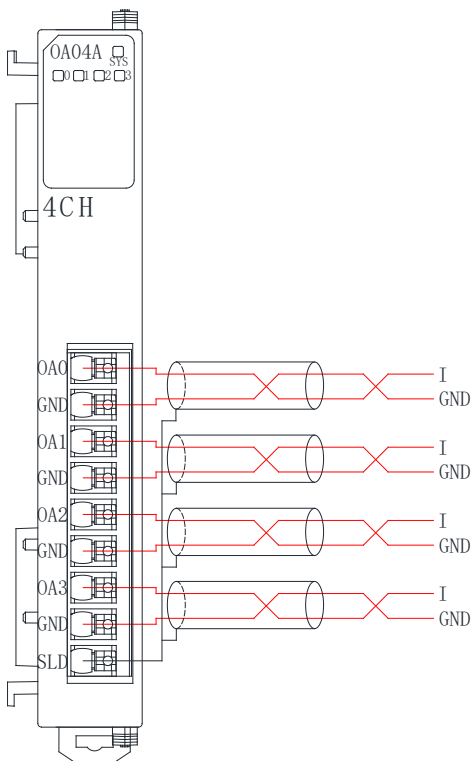 OA04A
SYS
0 1 2 3
4CH
OA0
I
GND
GND
OA1
I
GND
GND
OA2
I
GND
GND
OA3
I
GND
GND
SLD